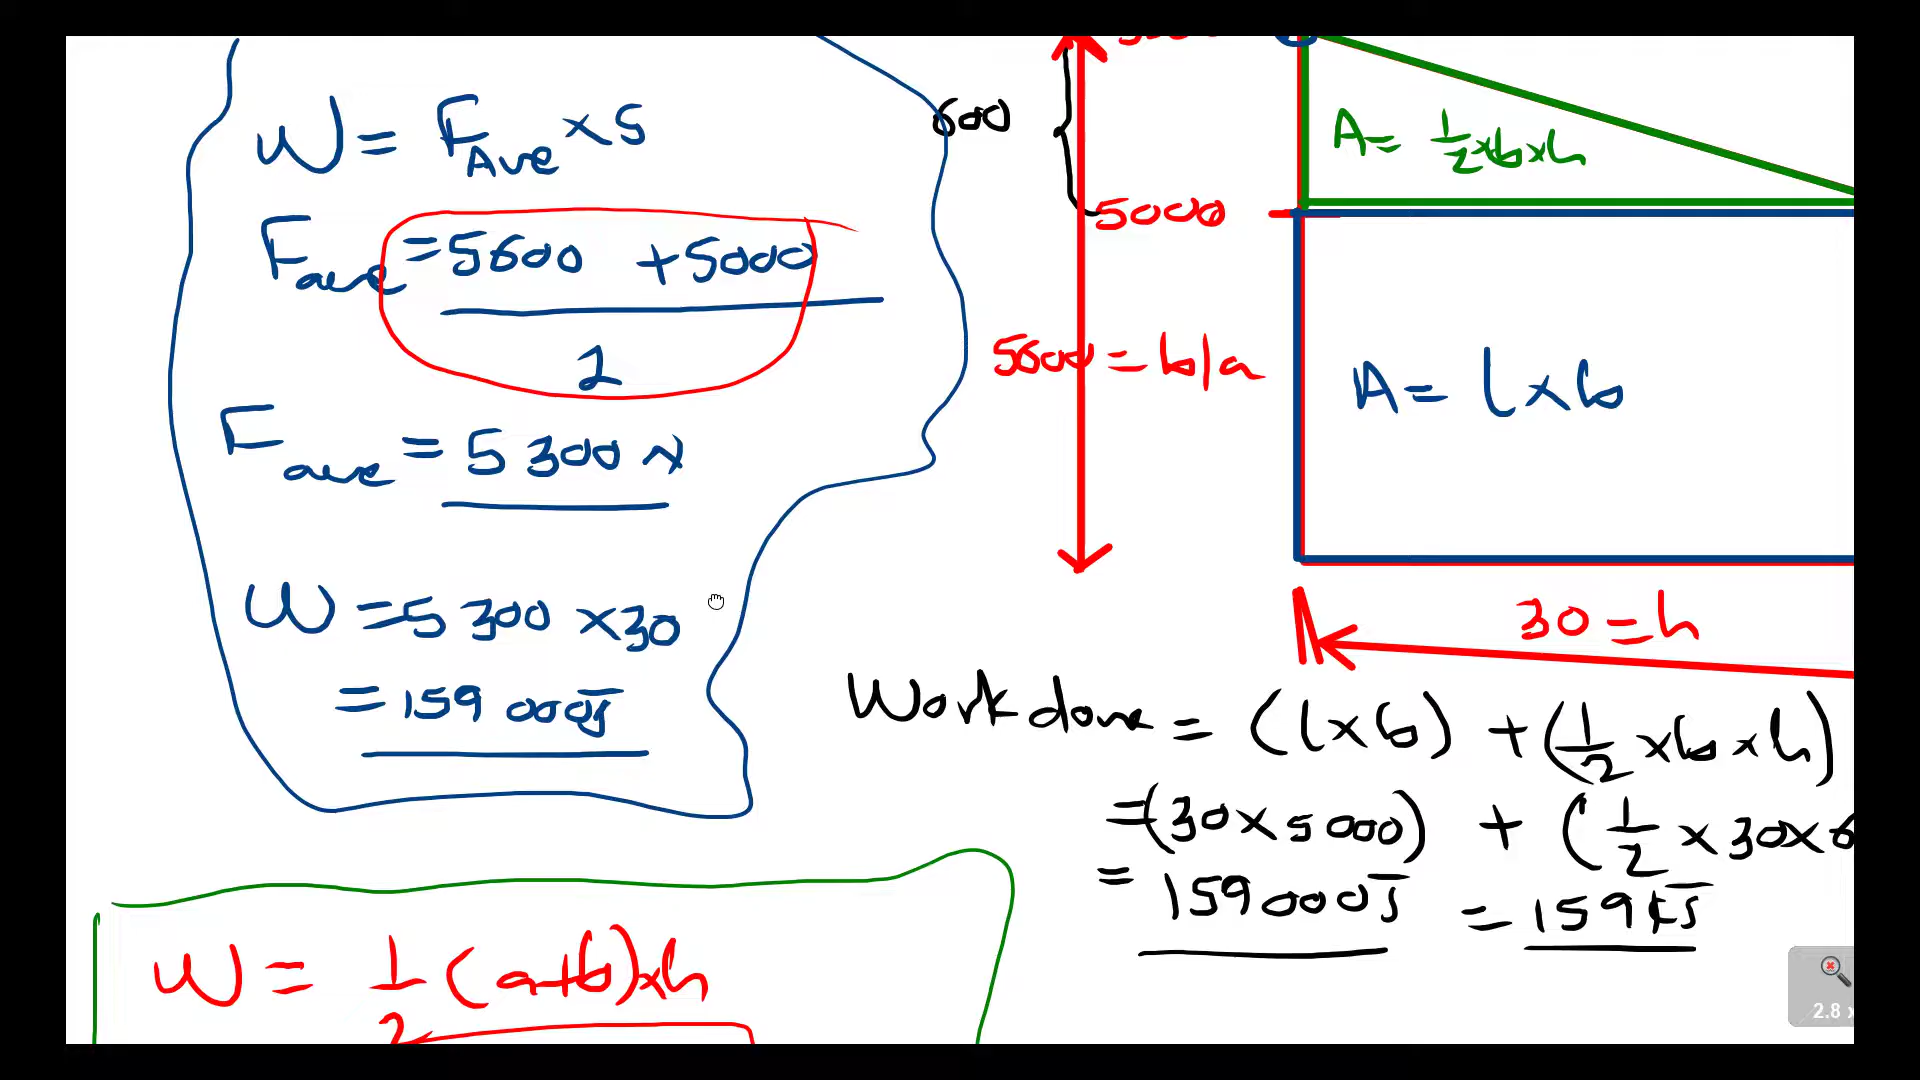 W = F_Ave × S
F_ave = 5600 + 5000
2
F_ave = 5300 N
W = 5300 × 30
= 159 000J
W = 1/2 (a+b) × h
600
5000
5600 = b/a
A = 1/2 × b × h
A = l × b
30 = h
Work done = (l × b) + (1/2 × b × h)
= (30 × 5000) + (1/2 × 30 × 6
= 159000J = 159KJ
2.8 x